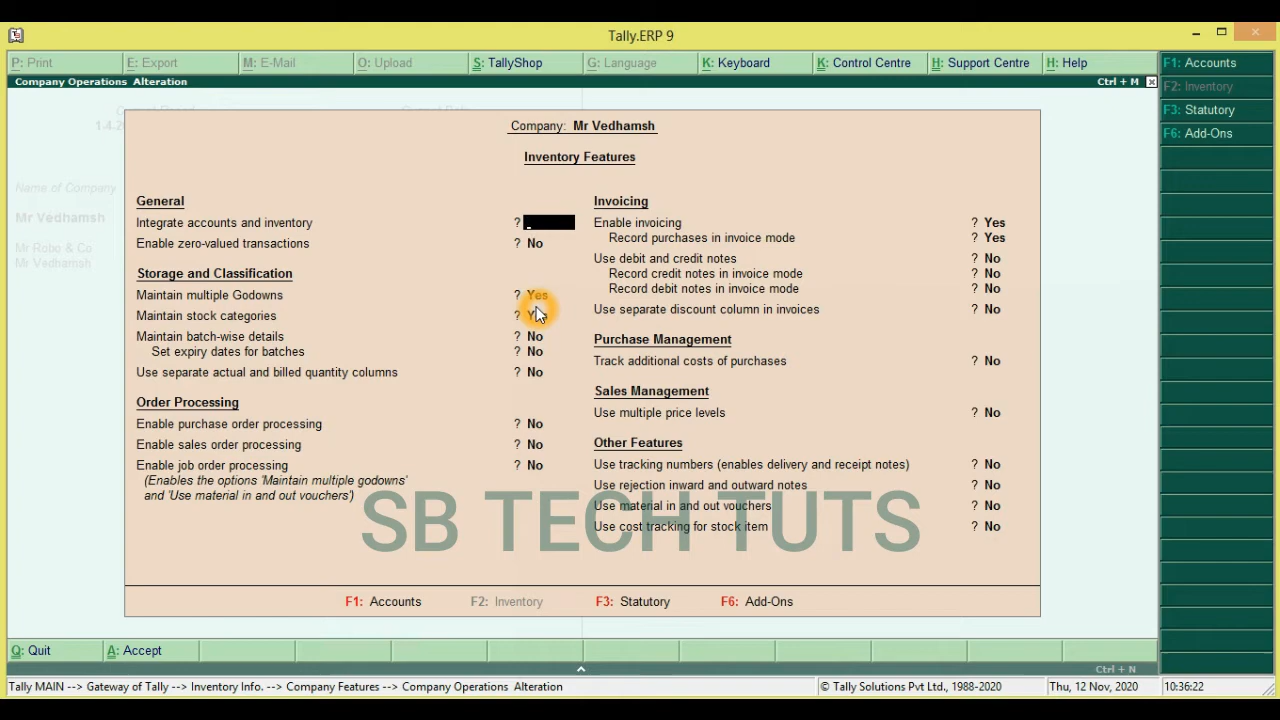 Tally.ERP 9
P: Print
E: Export
M: E-Mail
O: Upload
S: TallyShop
G: Language
K: Keyboard
K: Control Centre
H: Support Centre
H: Help
F1: Accounts
F2: Inventory
F3: Statutory
F6: Add-Ons
Company Operations Alteration
Ctrl + M
Name of Company
Mr Vedhamsh
Mr Robo & Co
Mr Vedhamsh
Company: Mr Vedhamsh
Inventory Features
General
Integrate accounts and inventory ?
Enable zero-valued transactions ? No
Storage and Classification
Maintain multiple Godowns ? Yes
Maintain stock categories ?
Maintain batch-wise details ? No
Set expiry dates for batches ? No
Use separate actual and billed quantity columns ? No
Order Processing
Enable purchase order processing ? No
Enable sales order processing ? No
Enable job order processing ? No
(Enables the options 'Maintain multiple godowns'
and 'Use material in and out vouchers')
Invoicing
Enable invoicing ? Yes
Record purchases in invoice mode ? Yes
Use debit and credit notes ? No
Record credit notes in invoice mode ? No
Record debit notes in invoice mode ? No
Use separate discount column in invoices ? No
Purchase Management
Track additional costs of purchases ? No
Sales Management
Use multiple price levels ? No
Other Features
Use tracking numbers (enables delivery and receipt notes) ? No
Use rejection inward and outward notes ? No
Use material in and out vouchers ? No
Use cost tracking for stock item ? No
SB TECH TUTS
F1: Accounts
F2: Inventory
F3: Statutory
F6: Add-Ons
Q: Quit
A: Accept
Ctrl + N
Tally MAIN --> Gateway of Tally --> Inventory Info. --> Company Features --> Company Operations Alteration
© Tally Solutions Pvt Ltd., 1988-2020
Thu, 12 Nov, 2020
10:36:22